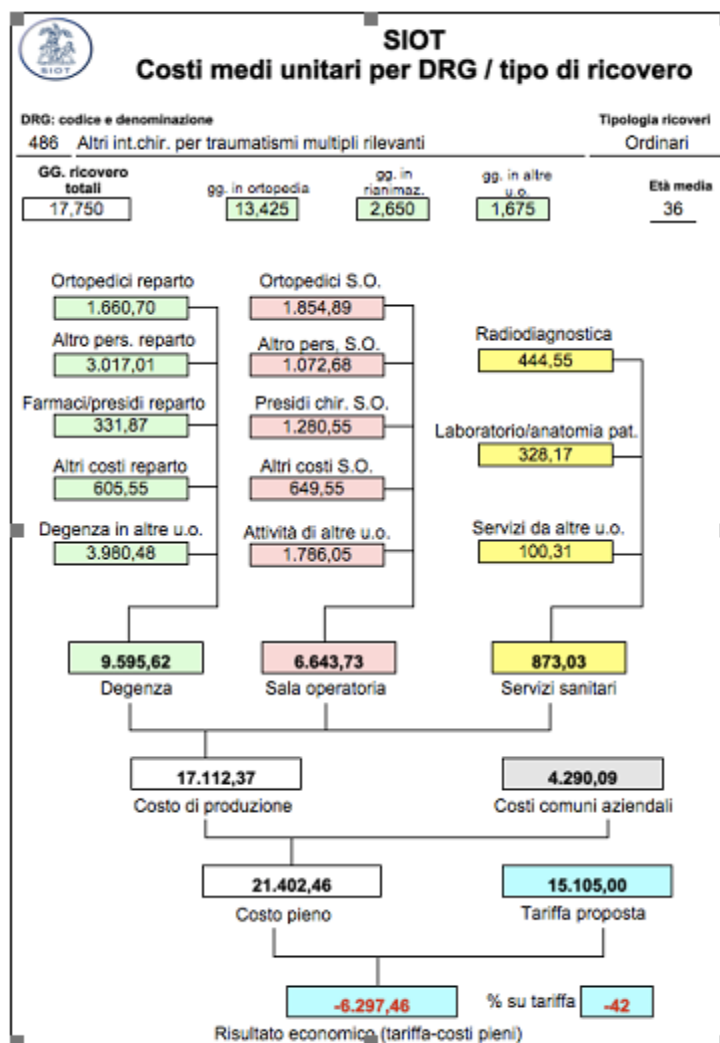 SIOT
SIOT
Costi medi unitari per DRG / tipo di ricovero
DRG: codice e denominazione
Tipologia ricoveri
486 Altri int.chir. per traumatismi multipli rilevanti
Ordinari
GG. ricovero
totali
17,750
gg. in ortopedia
13,425
gg. in
rianimaz.
2,650
gg. in altre
u.o.
1,675
Età media
36
Ortopedici reparto
1.660,70
Altro pers. reparto
3.017,01
Farmaci/presidi reparto
331,87
Altri costi reparto
605,55
Degenza in altre u.o.
3.980,48
Ortopedici S.O.
1.854,89
Altro pers, S.O.
1.072,68
Presidi chir. S.O.
1.280,55
Altri costi S.O.
649,55
Attività di altre u.o.
1.786,05
Radiodiagnostica
444,55
Laboratorio/anatomia pat.
328,17
Servizi da altre u.o.
100,31
9.595,62
Degenza
6.643,73
Sala operatoria
873,03
Servizi sanitari
17.112,37
Costo di produzione
4.290,09
Costi comuni aziendali
21.402,46
Costo pieno
15.105,00
Tariffa proposta
-6.297,46
% su tariffa
-42
Risultato economico (tariffa-costi pieni)